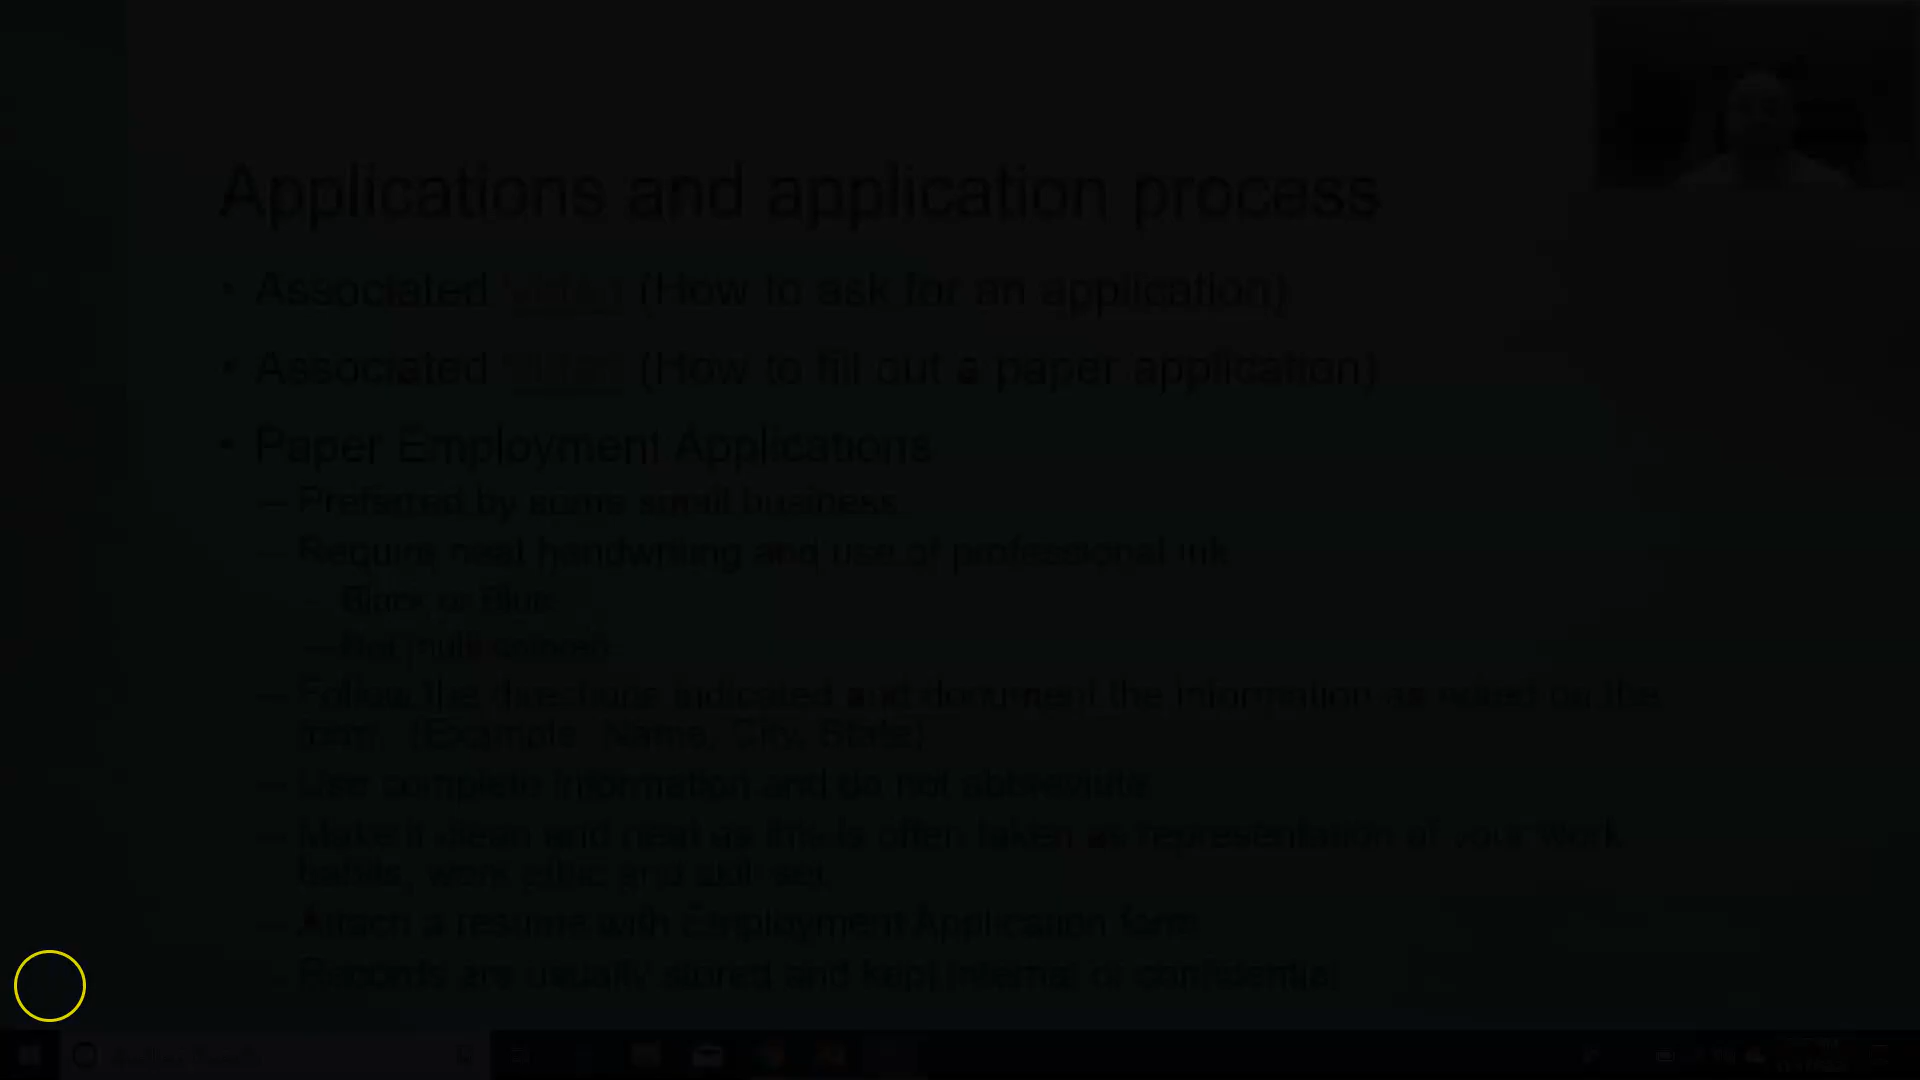 Applications and application process
• Associated (How to ask for an application)
• Associated (How to fill out a paper application)
• Paper Employment Applications
– Preferred by some small business
– Require neat handwriting and use of professional ink
– Black or Blue
– Not multi colored
– Follow the directions indicated and document the information as noted on the
form. (Example: Name, City, State)
– Use complete information and do not abbreviate
– Make it clean and neat as this is often taken as representation of your work
habits, work ethic and skill set
– Attach a resume with Employment Application form
– Records are usually stored and kept internal or confidential